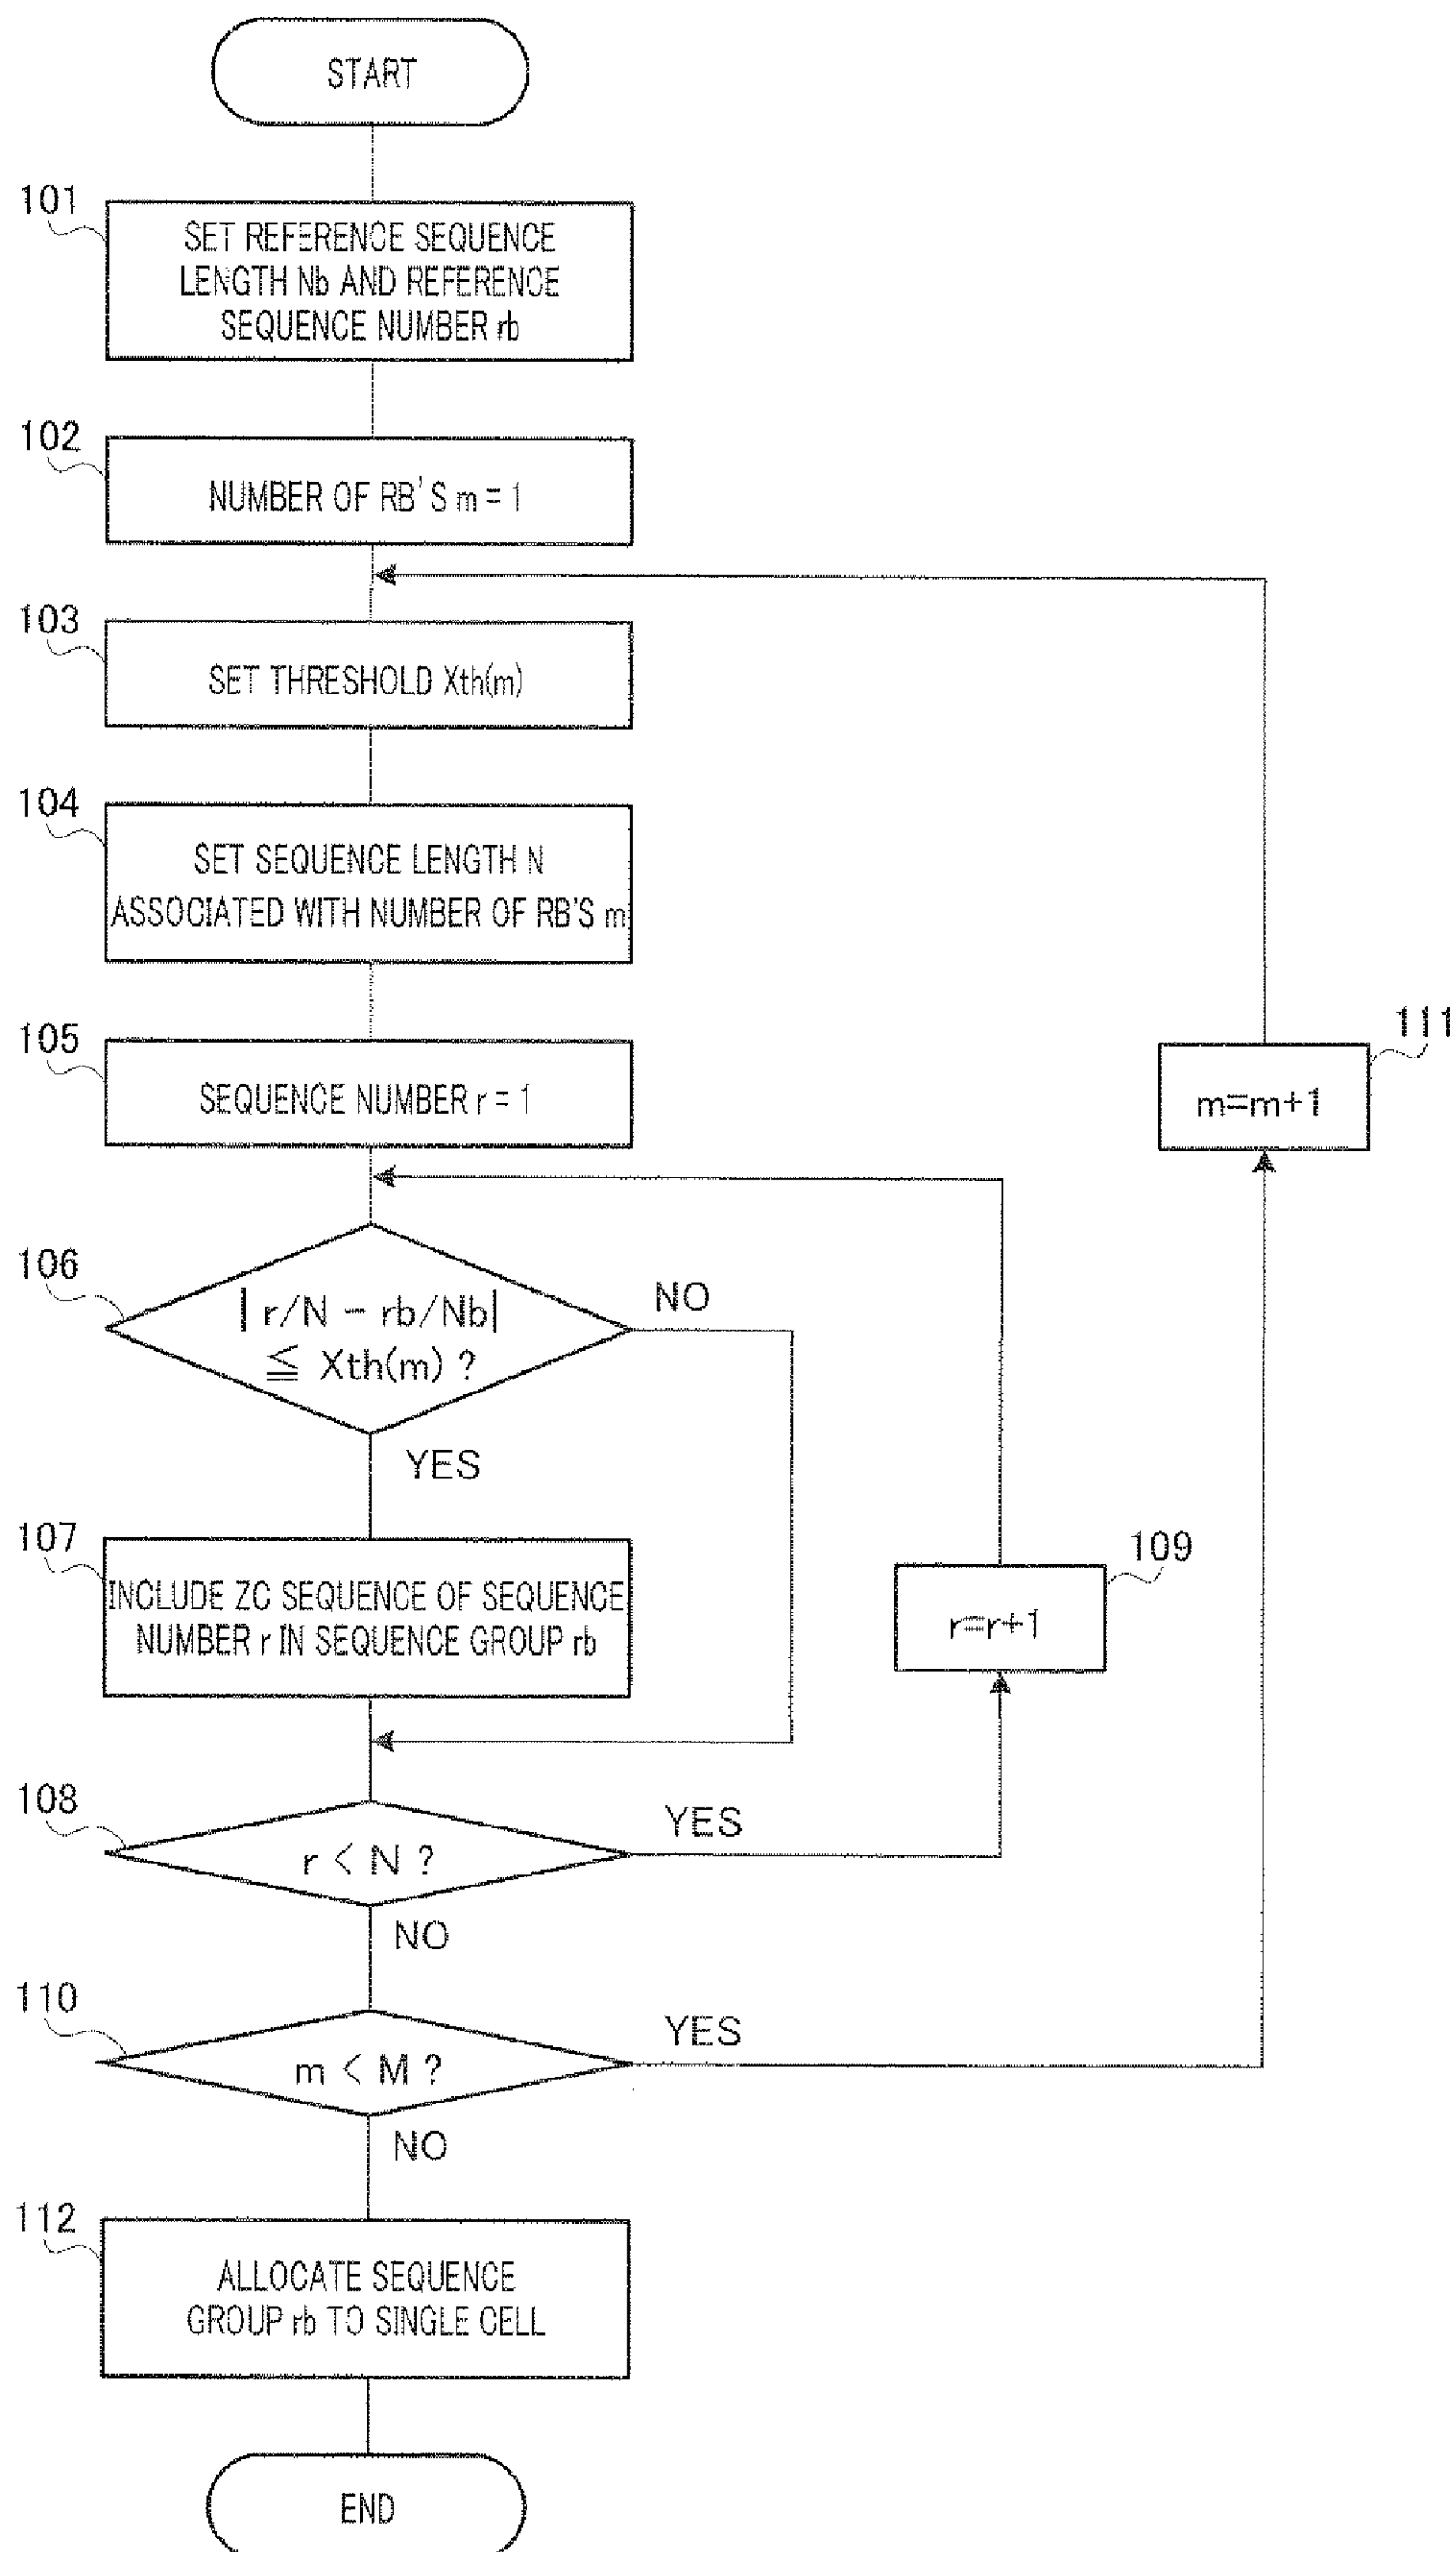 START
101
SET REFERENCE SEQUENCE
LENGTH Nb AND REFERENCE
SEQUENCE NUMBER rb
102
NUMBER OF RB'S m = 1
103
SET THRESHOLD Xth(m)
104
SET SEQUENCE LENGTH N
ASSOCIATED WITH NUMBER OF RB'S m
105
SEQUENCE NUMBER r = 1
111
m=m+1
106
| r/N - rb/Nb|
≦ Xth(m) ?
NO
YES
107
INCLUDE ZC SEQUENCE OF SEQUENCE
NUMBER r IN SEQUENCE GROUP rb
109
r=r+1
108
r < N ?
YES
NO
110
m < M ?
YES
NO
112
ALLOCATE SEQUENCE
GROUP rb TO SINGLE CELL
END